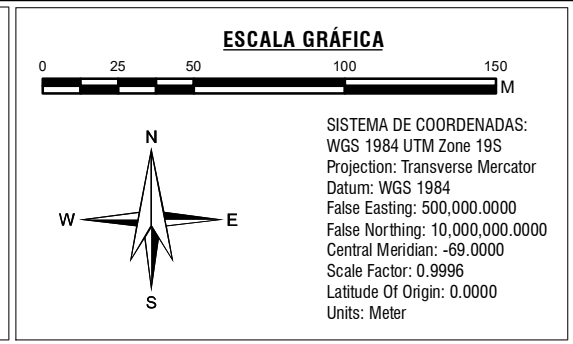 ESCALA GRÁFICA
0 25 50 100 150
M
N
W E
S
SISTEMA DE COORDENADAS:
WGS 1984 UTM Zone 19S
Projection: Transverse Mercator
Datum: WGS 1984
False Easting: 500,000.0000
False Northing: 10,000,000.0000
Central Meridian: -69.0000
Scale Factor: 0.9996
Latitude Of Origin: 0.0000
Units: Meter